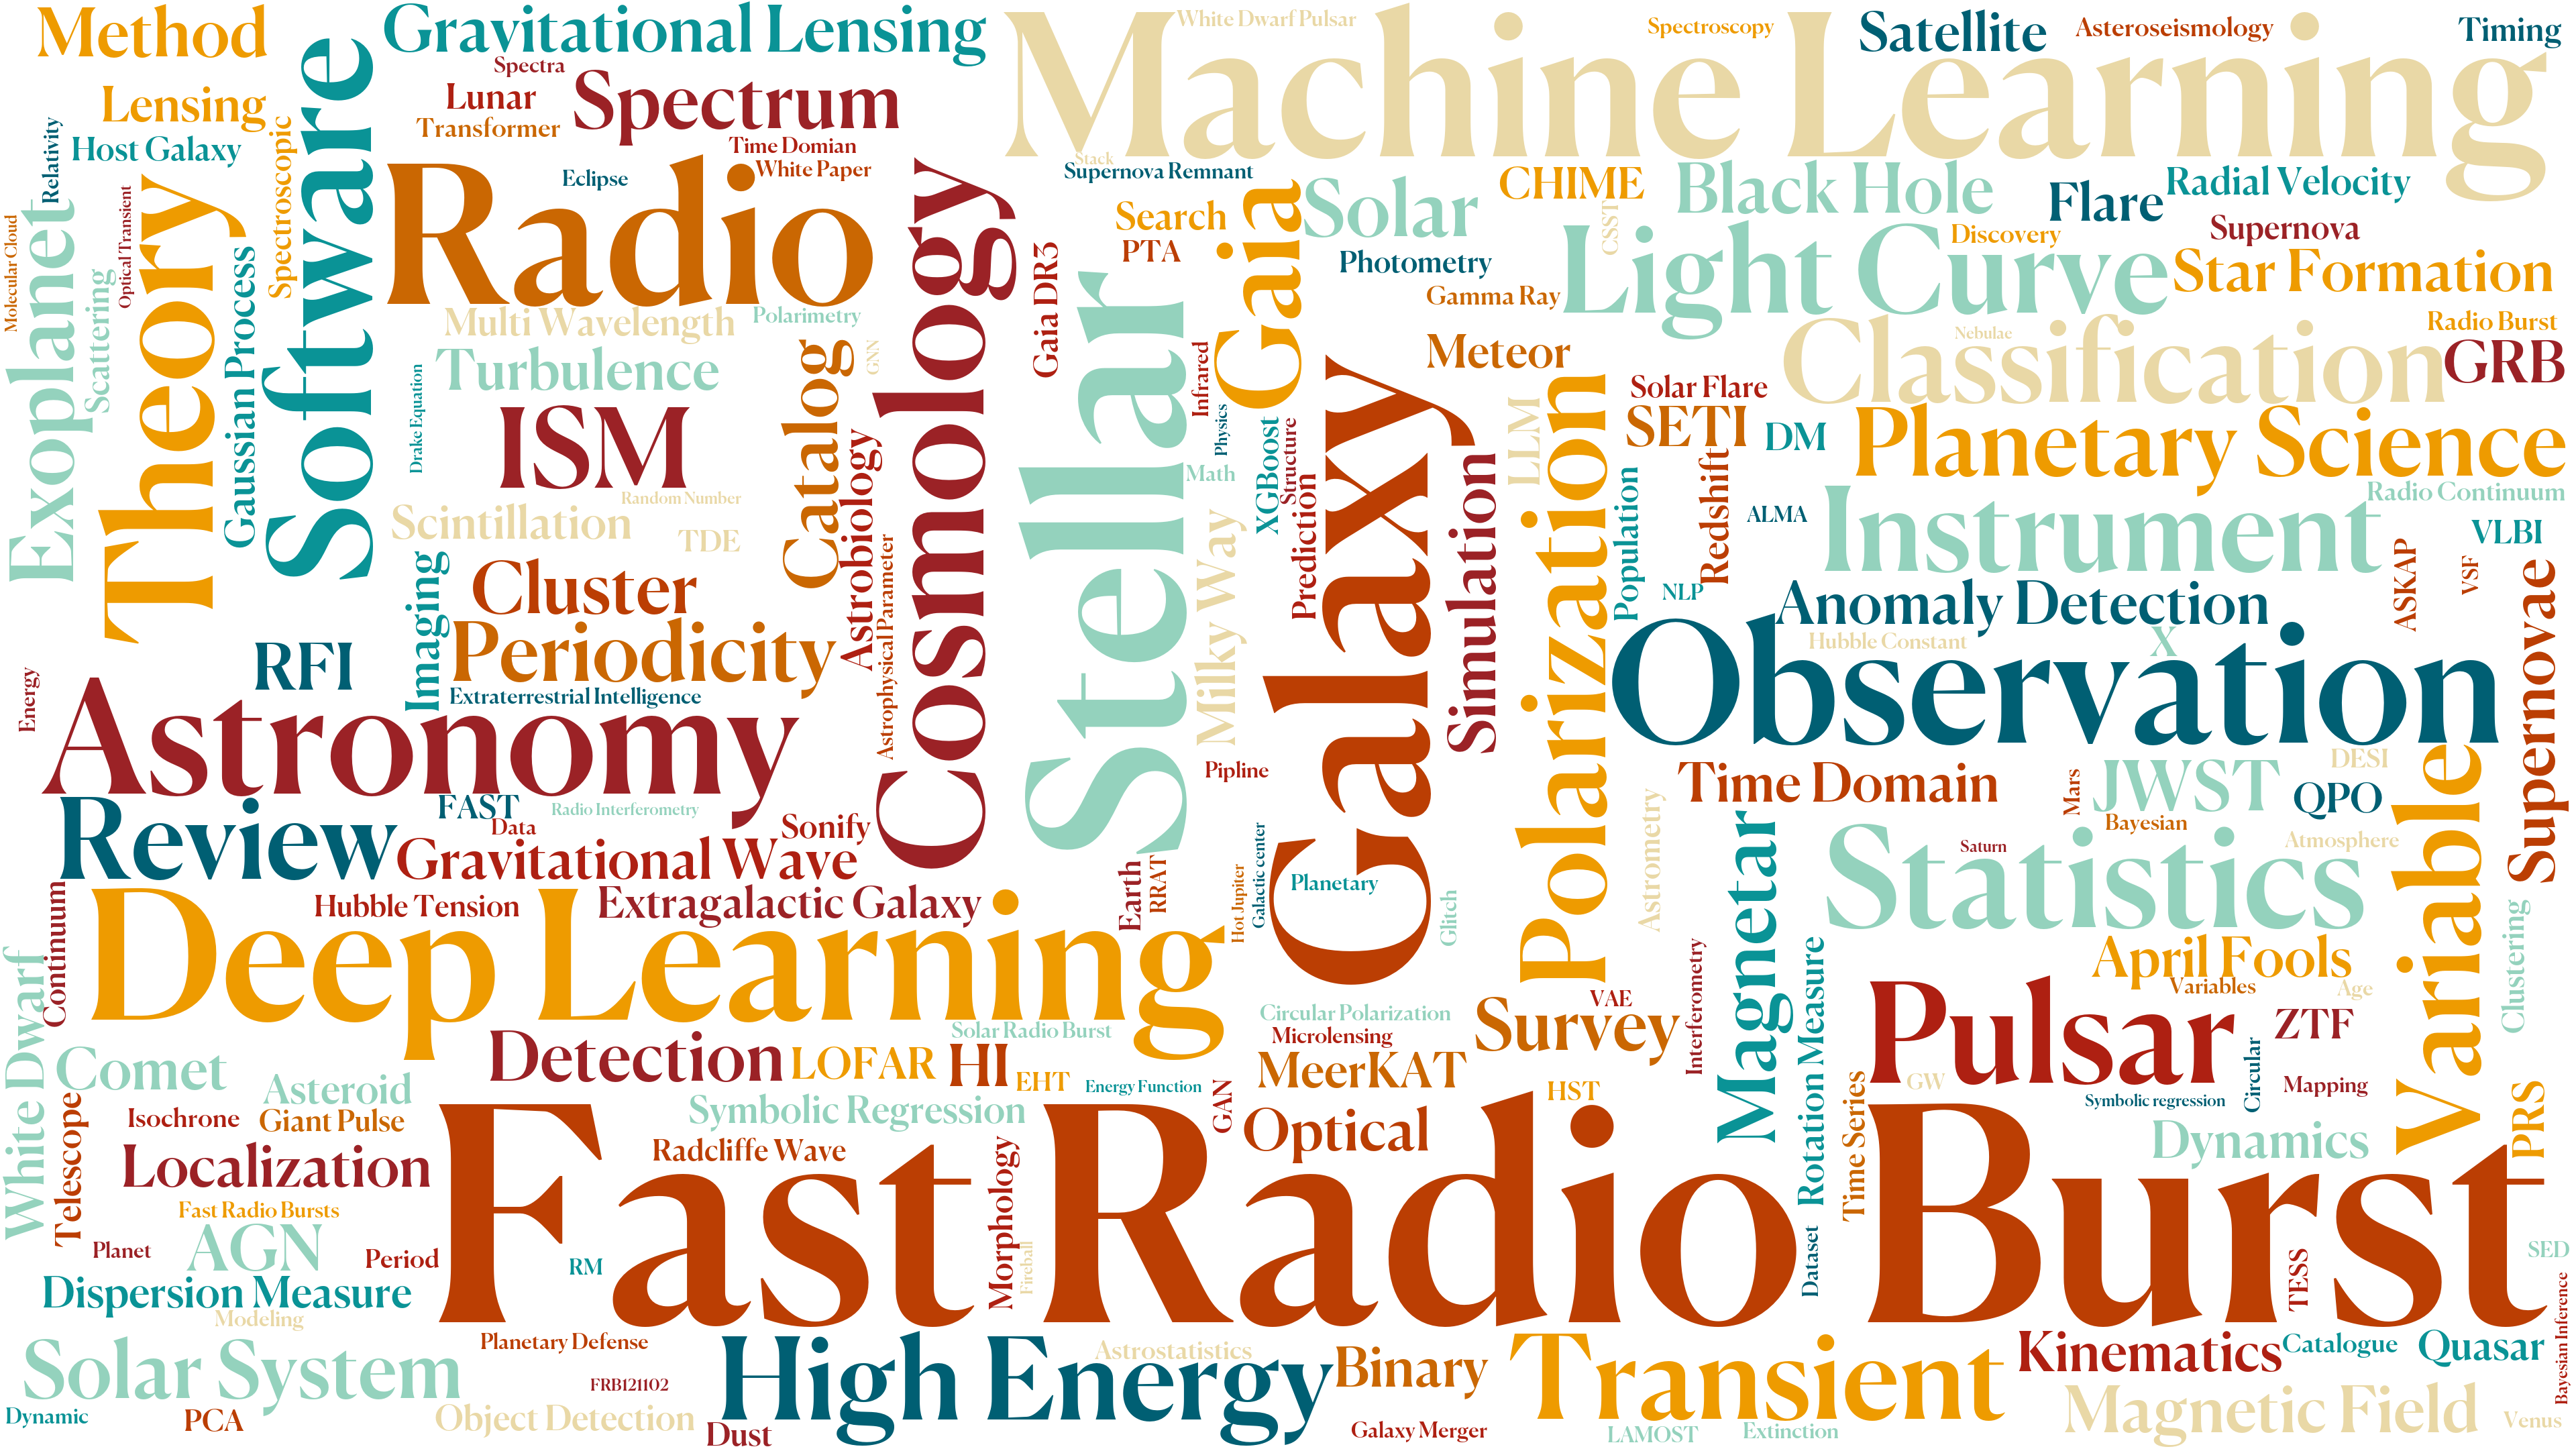 Method
Gravitational Lensing
Machine Learning
White Dwarf Pulsar
Spectroscopy
Satellite
Asteroseismology
Timing
Spectra
Lensing
Lunar
Spectrum
Transformer
Software
Host Galaxy
Relativity
Spectroscopic
Time Domian
White Paper
Stack
Supernova Remnant
Eclipse
Radio
CHIME
Black Hole
Flare
Radial Velocity
Solar
Gaia
Search
PTA
CSST
Discovery
Supernova
Exoplanet
Theory
Optical Transient
Molecular Cloud
Scattering
Gaussian Process
Cosmology
Gaia DR3
Photometry
Light Curve
Star Formation
Gamma Ray
Multi Wavelength
Polarimetry
Classification
Nebulae
Radio Burst
GRB
Turbulence
Catalog
GNN
Stellar
Infrared
Meteor
Drake Equation
ISM
Physics
XGBoost
Structure
Galaxy
Solar Flare
SETI
DM
Planetary Science
LLM
Polarization
Math
Random Number
Scintillation
TDE
Astrobiology
Prediction
Simulation
Population
Redshift
ALMA
Radio Continuum
Instrument
VLBI
ASKAP
VSF
Supernovae
Imaging
Cluster
Periodicity
Astrophysical Parameter
Milky Way
NLP
Anomaly Detection
Hubble Constant
X
Observation
RFI
Extraterrestrial Intelligence
Energy
Astronomy
Pipline
Time Domain
Mars
JWST
DESI
QPO
Variable
Review
FAST
Radio Interferometry
Data
Sonify
Gravitational Wave
Astrometry
Magnetar
Bayesian
Saturn
Statistics
Atmosphere
Continuum
Hubble Tension
Extragalactic Galaxy
Earth
RRAT
Hot Jupiter
Galactic center
Planetary
Glitch
Deep Learning
White Dwarf
Interferometry
Rotation Measure
April Fools
Variables
Age
Clustering
Circular Polarization
VAE
Solar Radio Burst
Microlensing
Survey
Pulsar
ZTF
Comet
Detection
LOFAR
HI
EHT
Energy Function
GAN
MeerKAT
HST
GW
Circular
Mapping
Asteroid
Symbolic Regression
Symbolic regression
PRS
Isochrone
Giant Pulse
Telescope
Radcliffe Wave
Morphology
Optical
Time Series
Dynamics
Localization
Fast Radio Burst
Fast Radio Bursts
AGN
Planet
Period
RM
Fireball
Dataset
TESS
SED
Dispersion Measure
Modeling
Bayesian Inference
Solar System
Planetary Defense
High Energy
Astrostatistics
Binary
Transient
Kinematics
Catalogue
Quasar
FRB121102
Dynamic
PCA
Object Detection
Dust
Galaxy Merger
LAMOST
Extinction
Magnetic Field
Venus